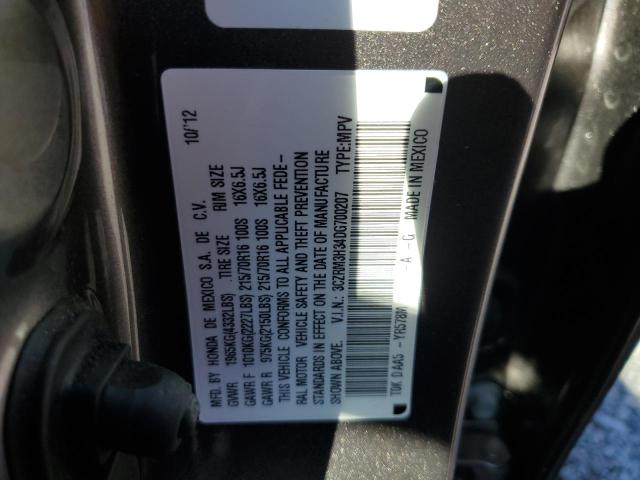 MFD. BY HONDA DE MEXICO S.A. DE C.V. 10/'12
GVWR 1965KG(4332LBS) TIRE SIZE RIM SIZE
GAWR F 1010KG(2227LBS) 215/70R16 100S 16X6.5J
GAWR R 975KG(2150LBS) 215/70R16 100S 16X6.5J
THIS VEHICLE CONFORMS TO ALL APPLICABLE FEDE-
RAL MOTOR VEHICLE SAFETY AND THEFT PREVENTION
STANDARDS IN EFFECT ON THE DATE OF MANUFACTURE
SHOWN ABOVE. V.I.N.: 3CZRM3H34DG700207 TYPE:MPV
TDK DAA5 -YR578M -A -G MADE IN MEXICO